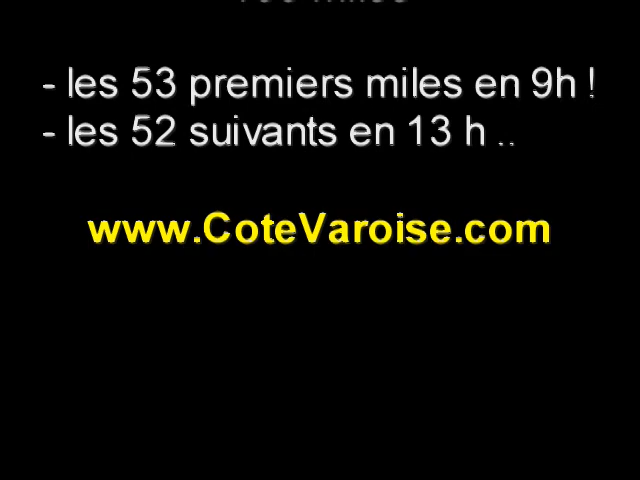 - les 53 premiers miles en 9h !
- les 52 suivants en 13 h ..
www.CoteVaroise.com